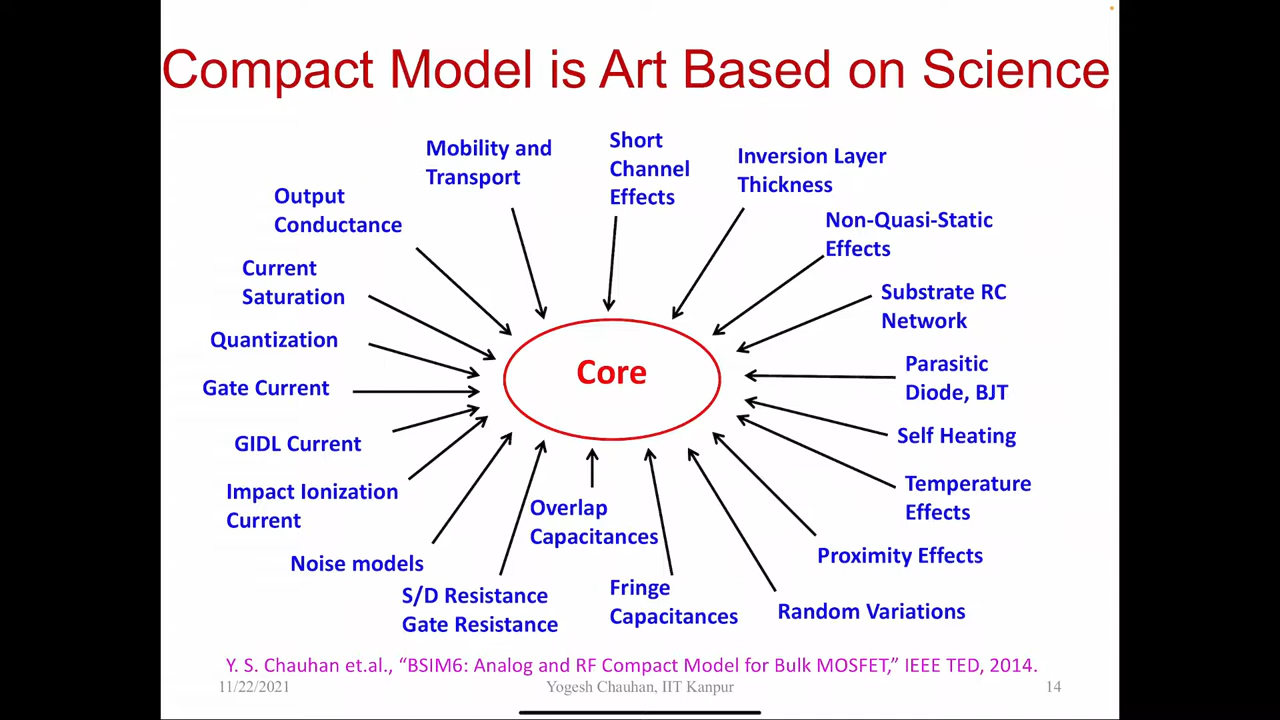 Compact Model is Art Based on Science
Mobility and
Transport
Short
Channel
Effects
Inversion Layer
Thickness
Output
Conductance
Non-Quasi-Static
Effects
Current
Saturation
Substrate RC
Network
Quantization
Parasitic
Diode, BJT
Core
Gate Current
Self Heating
GIDL Current
Temperature
Effects
Impact Ionization
Current
Overlap
Capacitances
Proximity Effects
Noise models
S/D Resistance
Gate Resistance
Fringe
Capacitances
Random Variations
Y. S. Chauhan et.al., “BSIM6: Analog and RF Compact Model for Bulk MOSFET,” IEEE TED, 2014.
11/22/2021
Yogesh Chauhan, IIT Kanpur
14